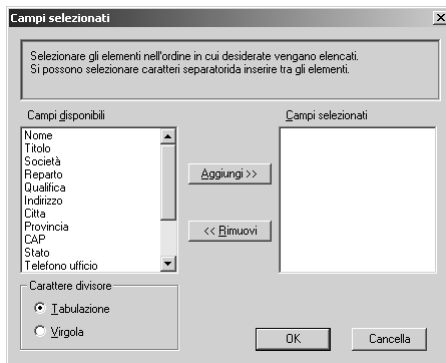 Campi selezionati
Selezionare gli elementi nell'ordine in cui desiderate vengano elencati.
Si possono selezionare caratteri separatorida inserire tra gli elementi.
Campi disponibili
Campi selezionati
Nome
Titolo
Società
Reparto
Qualifica
Indirizzo
Citta
Provincia
CAP
Stato
Telefono ufficio
Aggiungi >>
<< Rimuovi
Carattere divisore
Tabulazione
Virgola
OK
Cancella